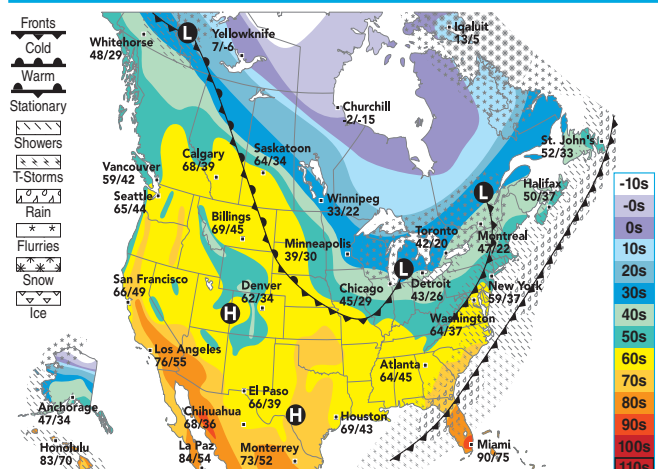 Fronts
Cold
Warm
Stationary
Showers
T-Storms
Rain
Flurries
Snow
Ice
L
Yellowknife
7/-6
Iqaluit
13/5
Whitehorse
48/29
Churchill
-2/-15
St. John's
52/33
Calgary
68/39
Saskatoon
64/34
Vancouver
59/42
Seattle
65/44
Winnipeg
33/22
L
Halifax
50/37
Billings
69/45
Minneapolis
39/30
Toronto
42/20
Montreal
47/22
L
San Francisco
66/49
Denver
62/34
Chicago
45/29
Detroit
43/26
New York
59/37
H
Washington
64/37
Los Angeles
76/55
Atlanta
64/45
El Paso
66/39
Anchorage
47/34
Chihuahua
68/36
H
Houston
69/43
Honolulu
83/70
La Paz
84/54
Monterrey
73/52
Miami
90/75
-10s
-0s
0s
10s
20s
30s
40s
50s
60s
70s
80s
90s
100s
110s